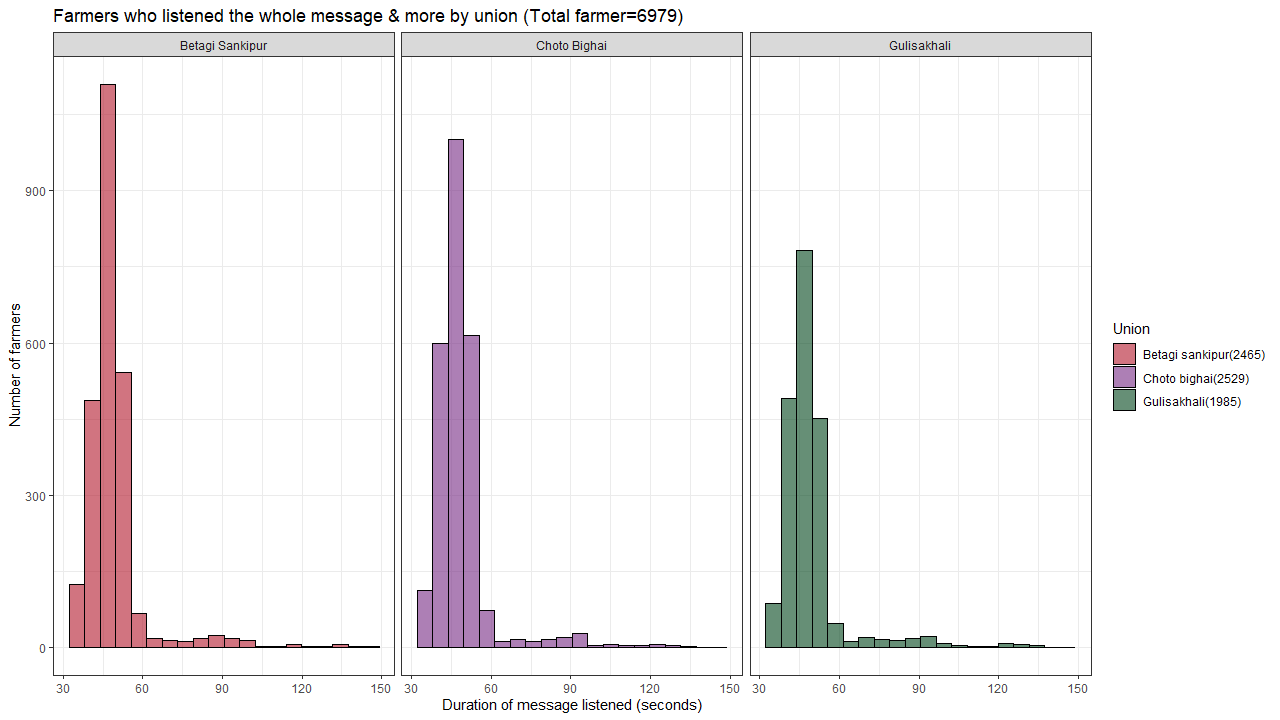 Farmers who listened the whole message & more by union (Total farmer=6979)
Betagi Sankipur
Choto Bighai
Gulisakhali
Number of farmers
900
600
300
0
30 60 90 120 150
30 60 90 120 150
30 60 90 120 150
Duration of message listened (seconds)
Union
Betagi sankipur(2465)
Choto bighai(2529)
Gulisakhali(1985)